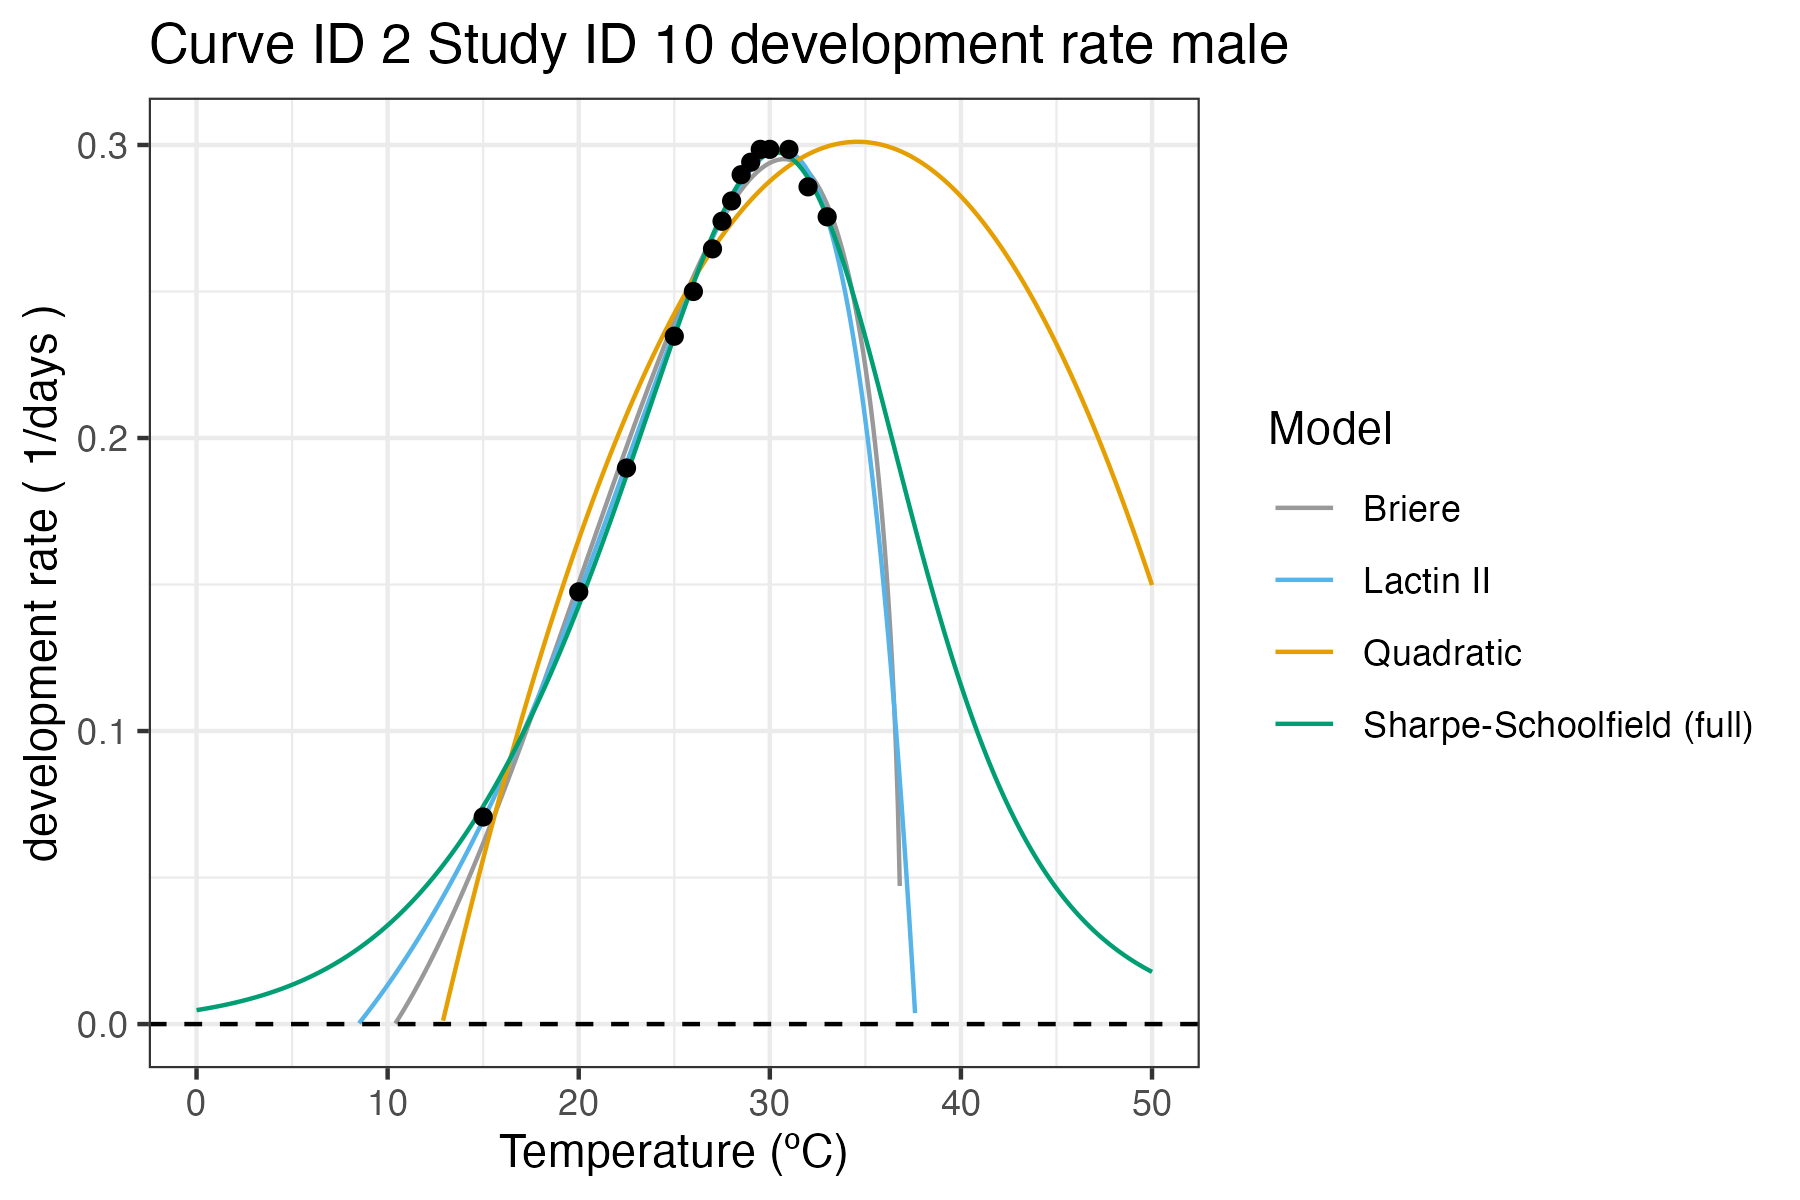 Curve ID 2 Study ID 10 development rate male
0.3
0.2
0.1
0.0
development rate ( 1/days )
0 10 20 30 40 50
Temperature (ºC)
Model
Briere
Lactin II
Quadratic
Sharpe-Schoolfield (full)